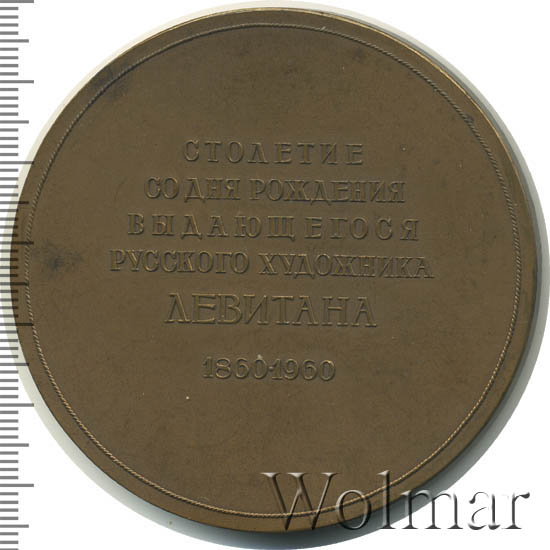 СТОЛЕТИЕ
СО ДНЯ РОЖДЕНИЯ
ВЫДАЮЩЕГОСЯ
РУССКОГО ХУДОЖНИКА
ЛЕВИТАНА
1860·1960
Wolmar